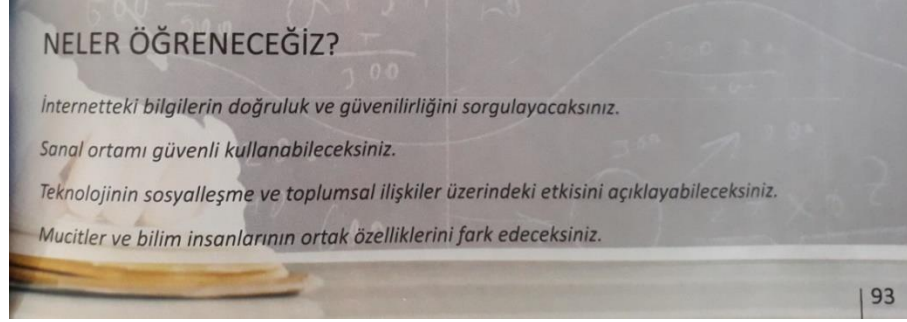 NELER ÖĞRENECEĞİZ?
İnternetteki bilgilerin doğruluk ve güvenilirliğini sorgulayacaksınız.
Sanal ortamı güvenli kullanabileceksiniz.
Teknolojinin sosyalleşme ve toplumsal ilişkiler üzerindeki etkisini açıklayabileceksiniz.
Mucitler ve bilim insanlarının ortak özelliklerini fark edeceksiniz.
93